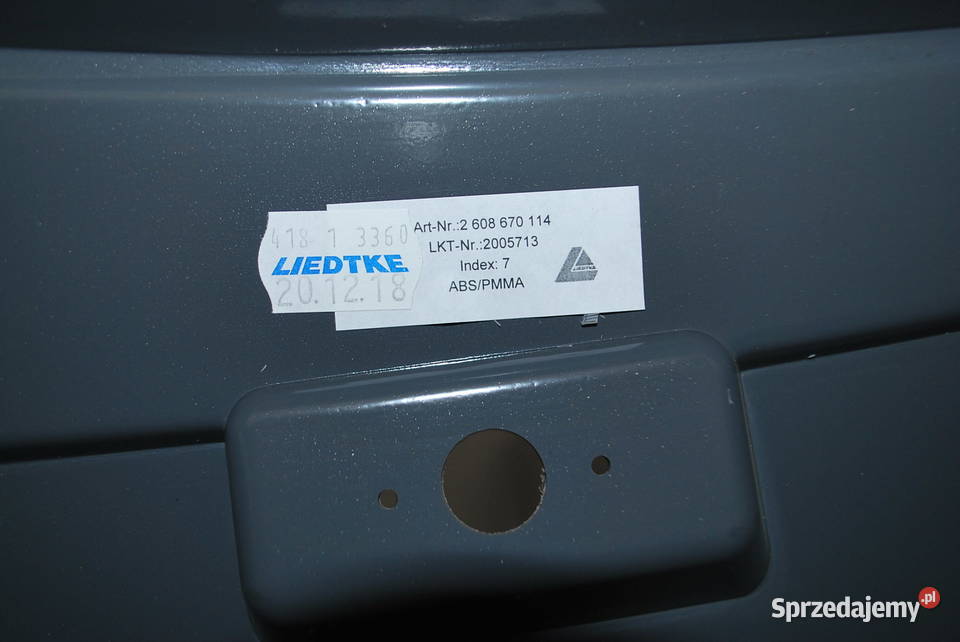 Art-Nr.:2 608 670 114
LKT-Nr.:2005713
Index: 7
ABS/PMMA
LIEDTKE
418 1 3360
LIEDTKE
20.12.18
Sprzedajemy.pl